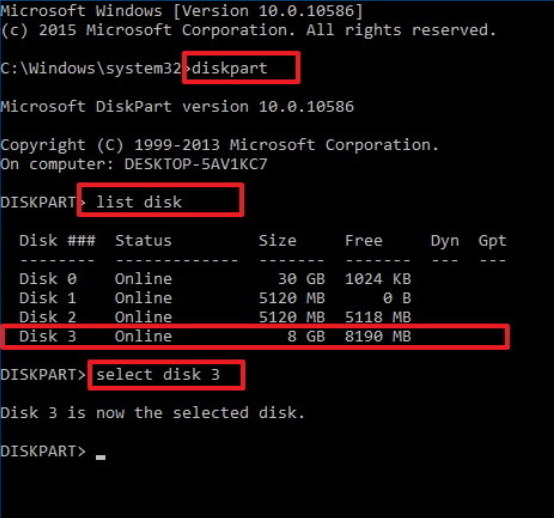 Microsoft Windows [Version 10.0.10586]
(c) 2015 Microsoft Corporation. All rights reserved.
C:\Windows\system32>diskpart
Microsoft DiskPart version 10.0.10586
Copyright (C) 1999-2013 Microsoft Corporation.
On computer: DESKTOP-5AV1KC7
DISKPART> list disk
  Disk ###  Status         Size     Free     Dyn  Gpt
  --------  -------------  -------  -------  ---  ---
  Disk 0    Online           30 GB  1024 KB
  Disk 1    Online         5120 MB      0 B
  Disk 2    Online         5120 MB  5118 MB
  Disk 3    Online            8 GB  8190 MB
DISKPART> select disk 3
Disk 3 is now the selected disk.
DISKPART> _